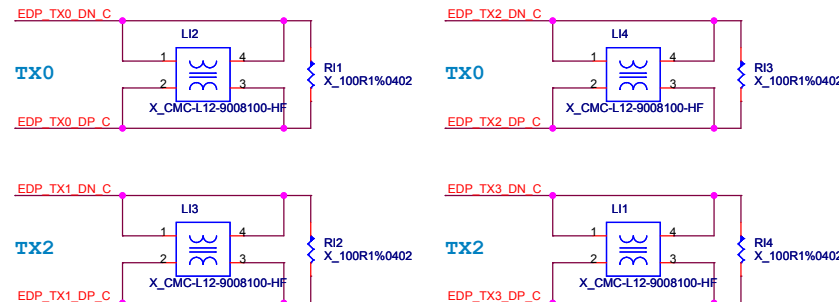 EDP_TX0_DN_C
LI2
1
4
TX0
RI1
X_100R1%0402
2
3
X_CMC-L12-9008100-HF
EDP_TX0_DP_C
EDP_TX2_DN_C
LI4
1
4
TX0
RI3
X_100R1%0402
2
3
X_CMC-L12-9008100-HF
EDP_TX2_DP_C
EDP_TX1_DN_C
LI3
1
4
TX2
RI2
X_100R1%0402
2
3
X_CMC-L12-9008100-HF
EDP_TX1_DP_C
EDP_TX3_DN_C
LI1
1
4
TX2
RI4
X_100R1%0402
2
3
X_CMC-L12-9008100-HF
EDP_TX3_DP_C